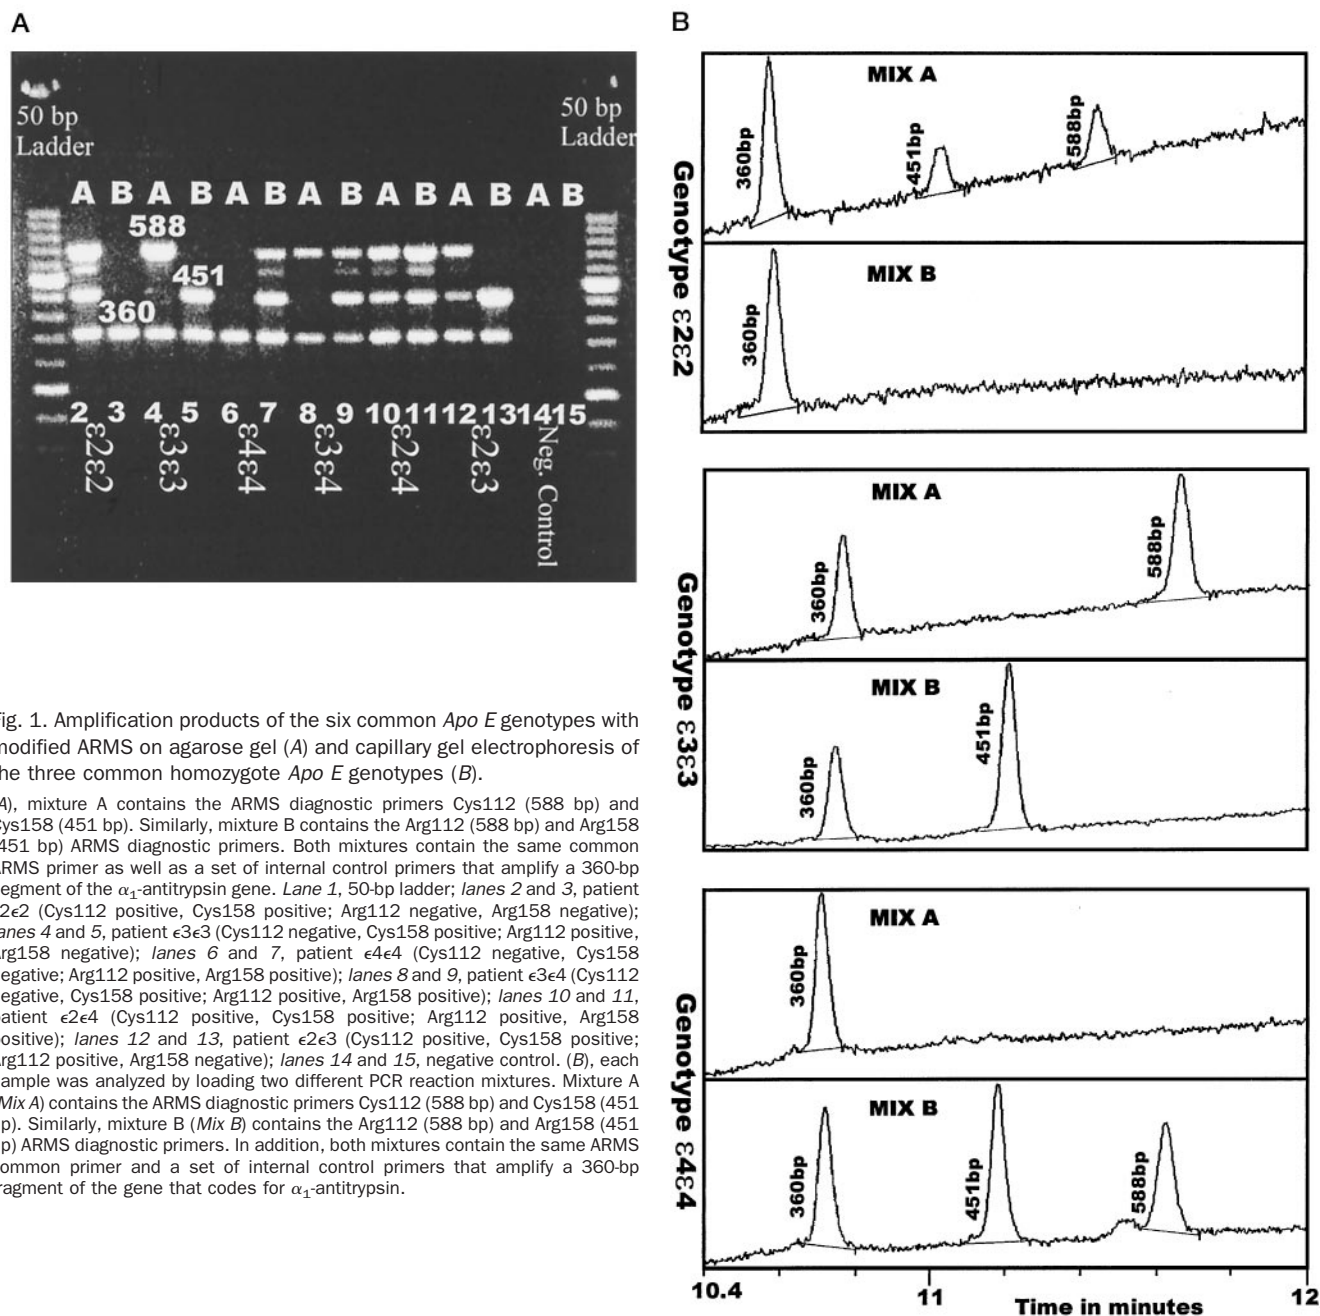 A
50 bp
Ladder
50 bp
Ladder
A B A B A B A B A B A B A B
588
451
360
2 3 4 5 6 7 8 9 10 11 12 13 14 15
ε2ε2
ε3ε3
ε4ε4
ε3ε4
ε2ε4
ε2ε3
Neg. Control
ig. 1. Amplification products of the six common Apo E genotypes with
modified ARMS on agarose gel (A) and capillary gel electrophoresis of
he three common homozygote Apo E genotypes (B).
A), mixture A contains the ARMS diagnostic primers Cys112 (588 bp) and
Cys158 (451 bp). Similarly, mixture B contains the Arg112 (588 bp) and Arg158
451 bp) ARMS diagnostic primers. Both mixtures contain the same common
ARMS primer as well as a set of internal control primers that amplify a 360-bp
egment of the α₁-antitrypsin gene. Lane 1, 50-bp ladder; lanes 2 and 3, patient
2ϵ2 (Cys112 positive, Cys158 positive; Arg112 negative, Arg158 negative);
anes 4 and 5, patient ϵ3ϵ3 (Cys112 negative, Cys158 positive; Arg112 positive,
Arg158 negative); lanes 6 and 7, patient ϵ4ϵ4 (Cys112 negative, Cys158
negative; Arg112 positive, Arg158 positive); lanes 8 and 9, patient ϵ3ϵ4 (Cys112
egative, Cys158 positive; Arg112 positive, Arg158 positive); lanes 10 and 11,
atient ϵ2ϵ4 (Cys112 positive, Cys158 positive; Arg112 positive, Arg158
ositive); lanes 12 and 13, patient ϵ2ϵ3 (Cys112 positive, Cys158 positive;
Arg112 positive, Arg158 negative); lanes 14 and 15, negative control. (B), each
ample was analyzed by loading two different PCR reaction mixtures. Mixture A
Mix A) contains the ARMS diagnostic primers Cys112 (588 bp) and Cys158 (451
p). Similarly, mixture B (Mix B) contains the Arg112 (588 bp) and Arg158 (451
p) ARMS diagnostic primers. In addition, both mixtures contain the same ARMS
ommon primer and a set of internal control primers that amplify a 360-bp
ragment of the gene that codes for α₁-antitrypsin.
B
Genotype ε2ε2
MIX A
360bp
451bp
588bp
MIX B
360bp
Genotype ε3ε3
MIX A
360bp
588bp
MIX B
360bp
451bp
Genotype ε4ε4
MIX A
360bp
MIX B
360bp
451bp
588bp
10.4 11 12
Time in minutes